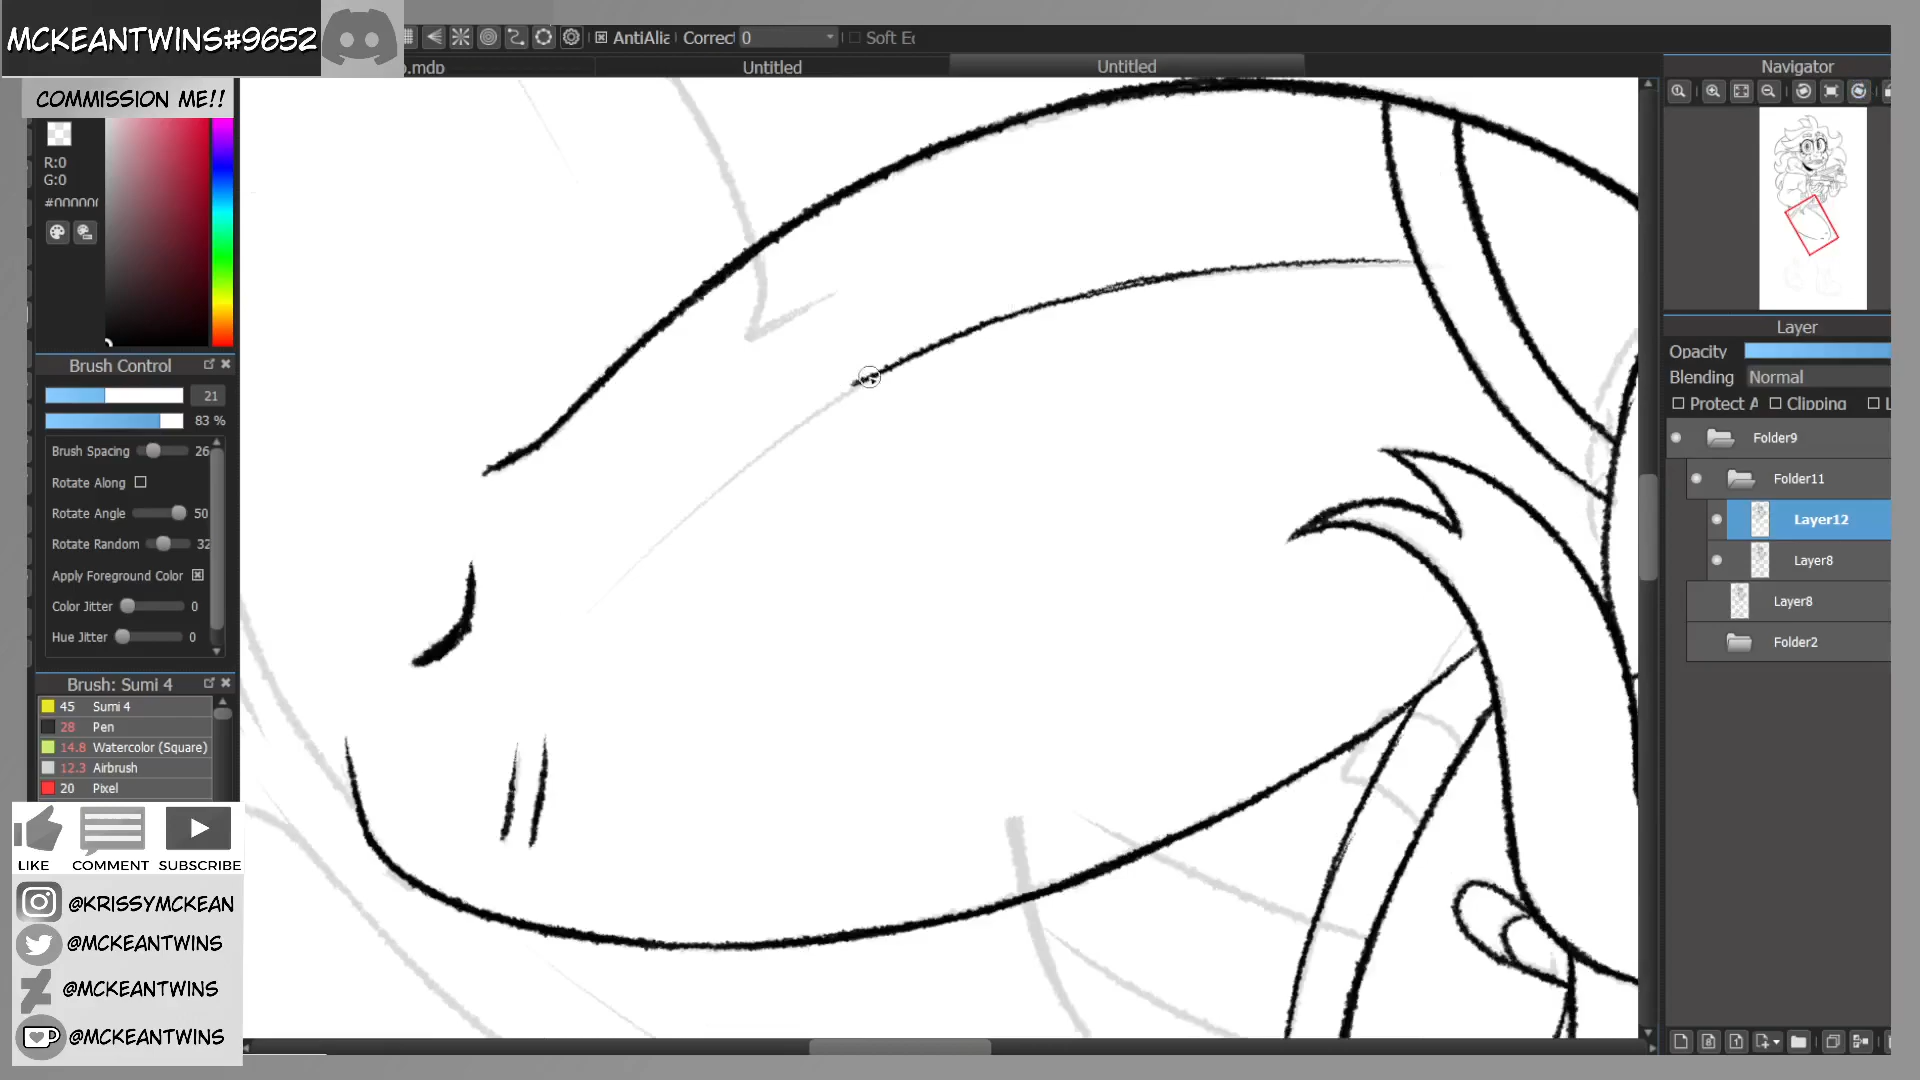 MCKEANTWINS#9652
COMMISSION ME!!
AntiAlia
Correct
0
Soft Ec
.mdp
Untitled
Untitled
R:0
G:0
#000000
Brush Control
21
83 %
Brush Spacing
26
Rotate Along
Rotate Angle
50
Rotate Random
32
Apply Foreground Color
Color Jitter
0
Hue Jitter
0
Brush: Sumi 4
45 Sumi 4
28 Pen
14.8 Watercolor (Square)
12.3 Airbrush
20 Pixel
LIKE
COMMENT
SUBSCRIBE
@KRISSYMCKEAN
@MCKEANTWINS
@MCKEANTWINS
@MCKEANTWINS
Navigator
Layer
Opacity
Blending
Normal
Protect A
Clipping
L
Folder9
Folder11
Layer12
Layer8
Layer8
Folder2